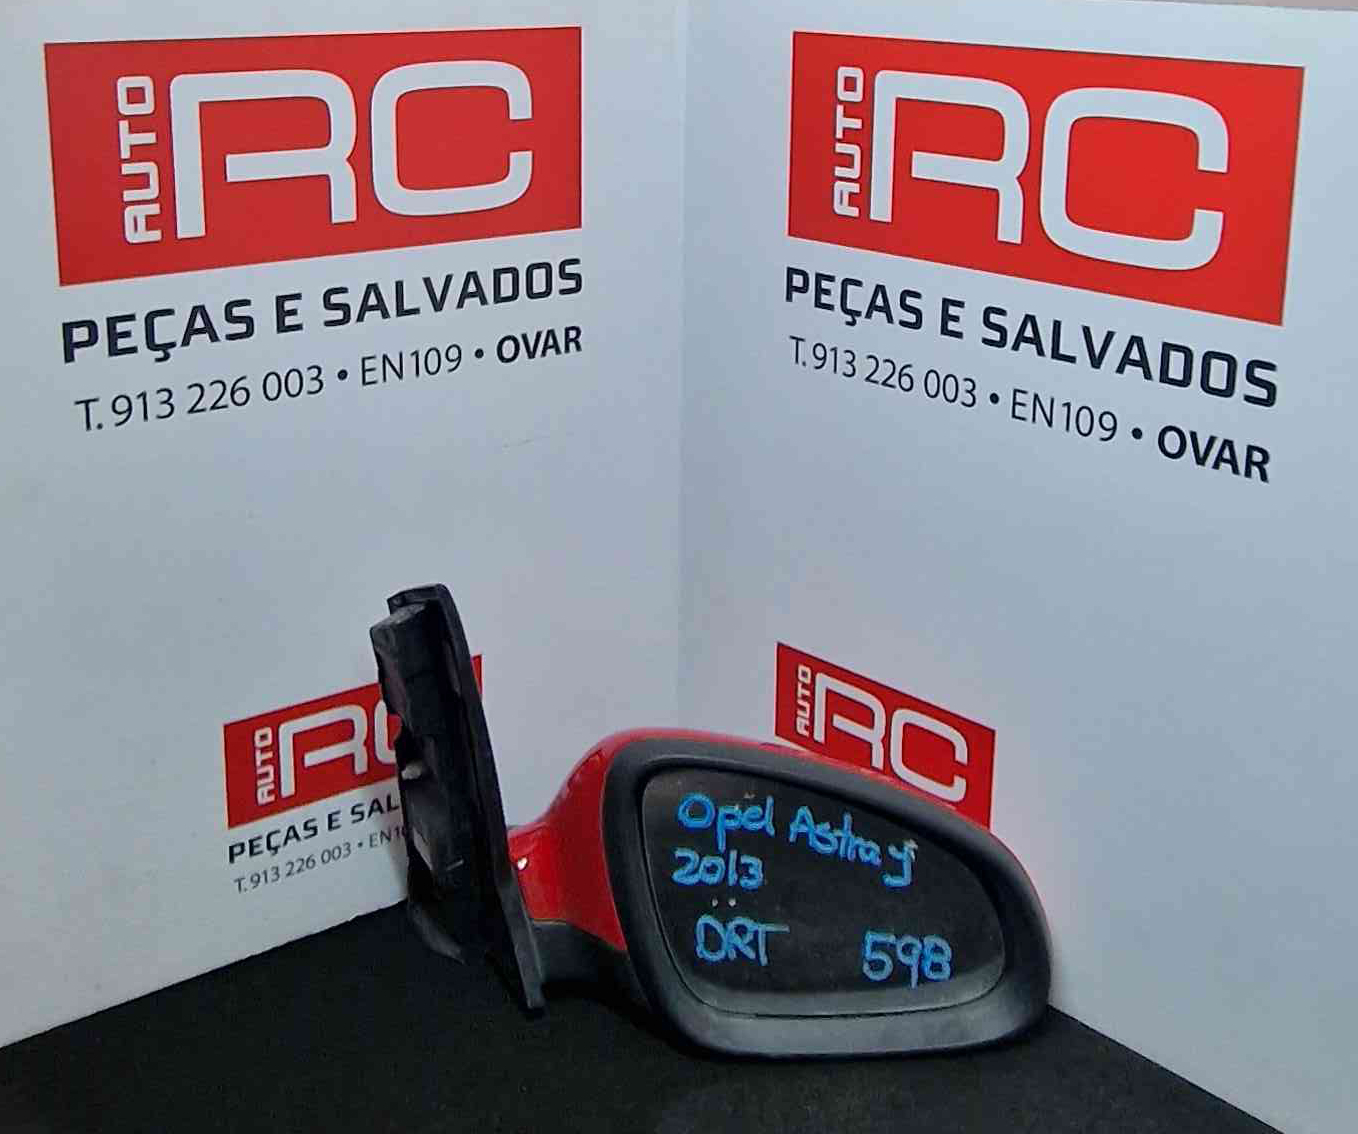 AUTO RC
PEÇAS E SALVADOS
T. 913 226 003 • EN109 • OVAR
AUTO RC
PEÇAS E SALVADOS
T. 913 226 003 • EN109 • OVAR
AUTO RC
PEÇAS E SAL
T. 913 226 003 • EN10
AUTO RC
Opel Astra J
2013
DRT 598